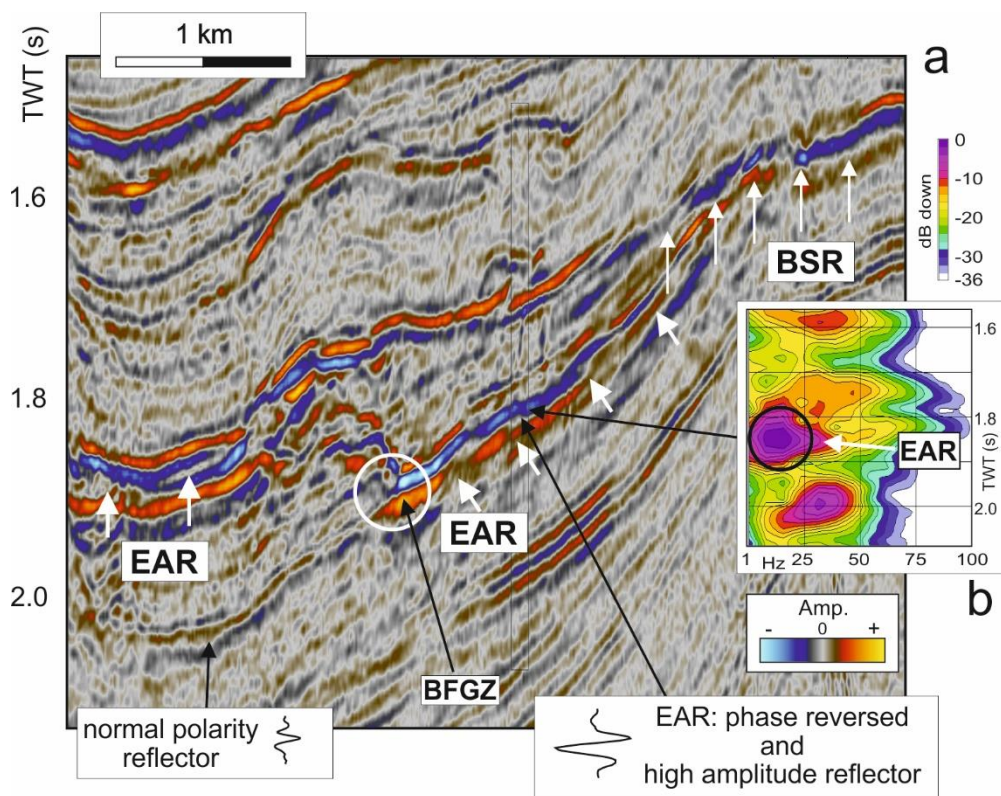 TWT (s)
1 km
a
1.6
1.8
2.0
BSR
EAR
EAR
BFGZ
normal polarity
reflector
EAR: phase reversed
and
high amplitude reflector
0
-10
-20
-30
-36
dB down
1.6
1.8
2.0
TWT (s)
EAR
1 Hz 25 50 75 100
b
Amp.
- 0 +